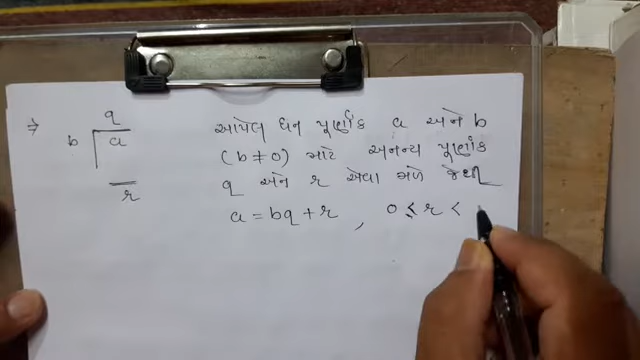 ⇒
q
b
a
r
આપેલ ધન પૂર્ણાંક a અને b
(b ≠ 0) માટે અનન્ય પૂર્ણાંક
q અને r એવા મળે જેથી
a = bq + r , 0 ≤ r <